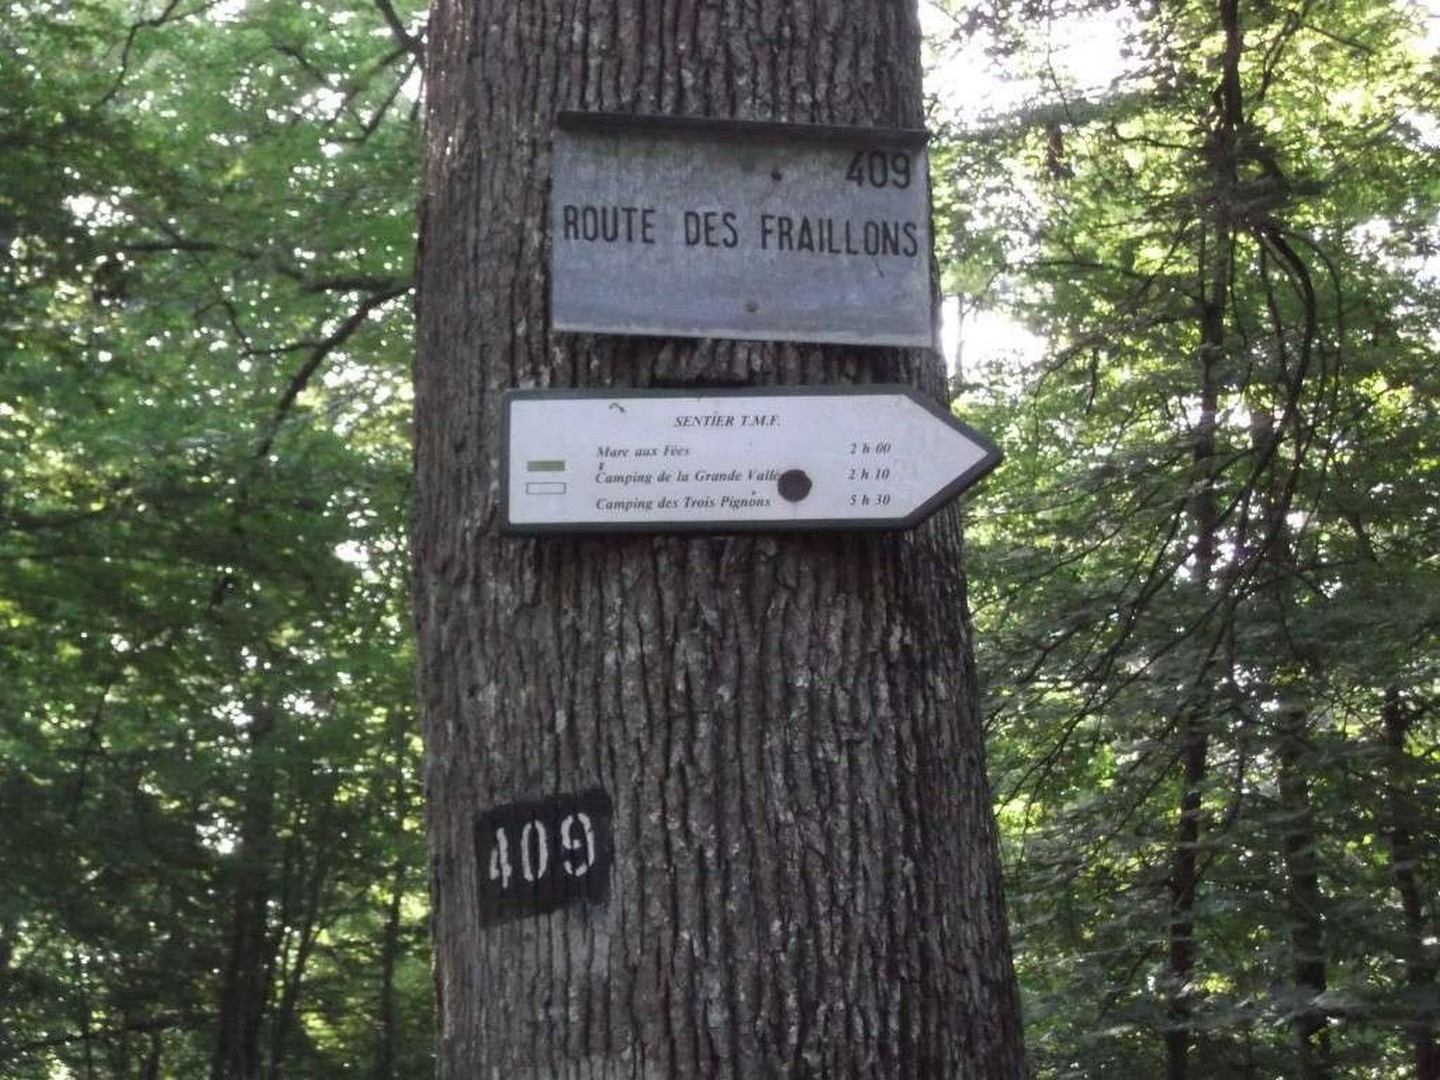 409
ROUTE DES FRAILLONS
SENTIER T.M.F.
Mare aux Fées 2 h 00
Camping de la Grande Vallée 2 h 10
Camping des Trois Pignons 5 h 30
409